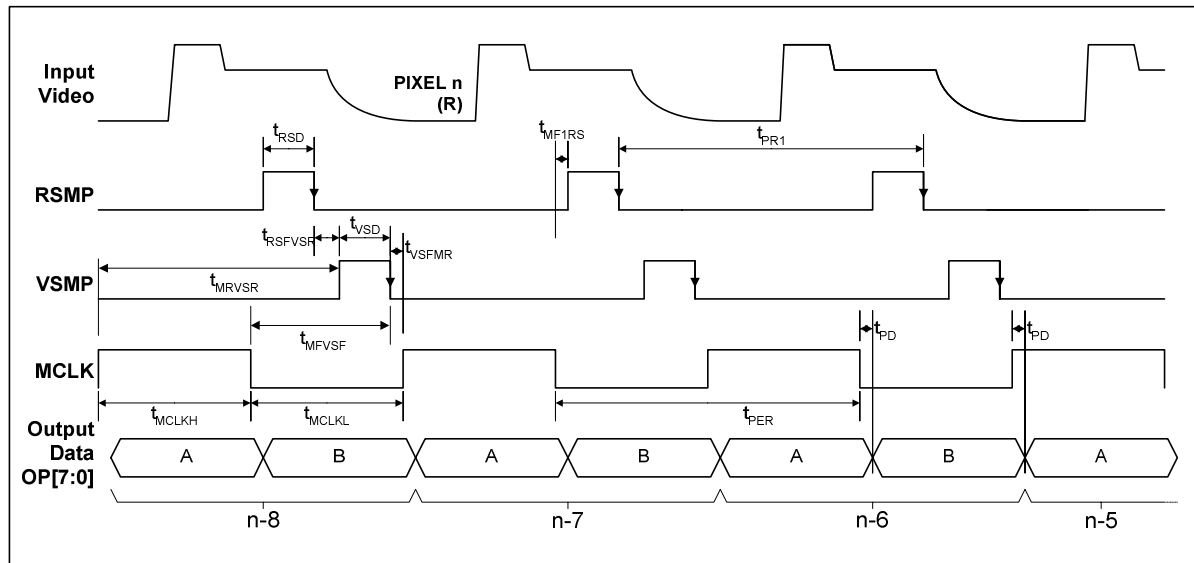 Input
Video
PIXEL n
(R)
tRSD
tMF1RS
tPR1
RSMP
tRSFVSR
tVSD
tVSFMR
VSMP
tMRVSR
tMFVSF
tPD
tPD
MCLK
tMCLKH
tMCLKL
tPER
Output
Data
OP[7:0]
A
B
A
B
A
B
A
n-8
n-7
n-6
n-5